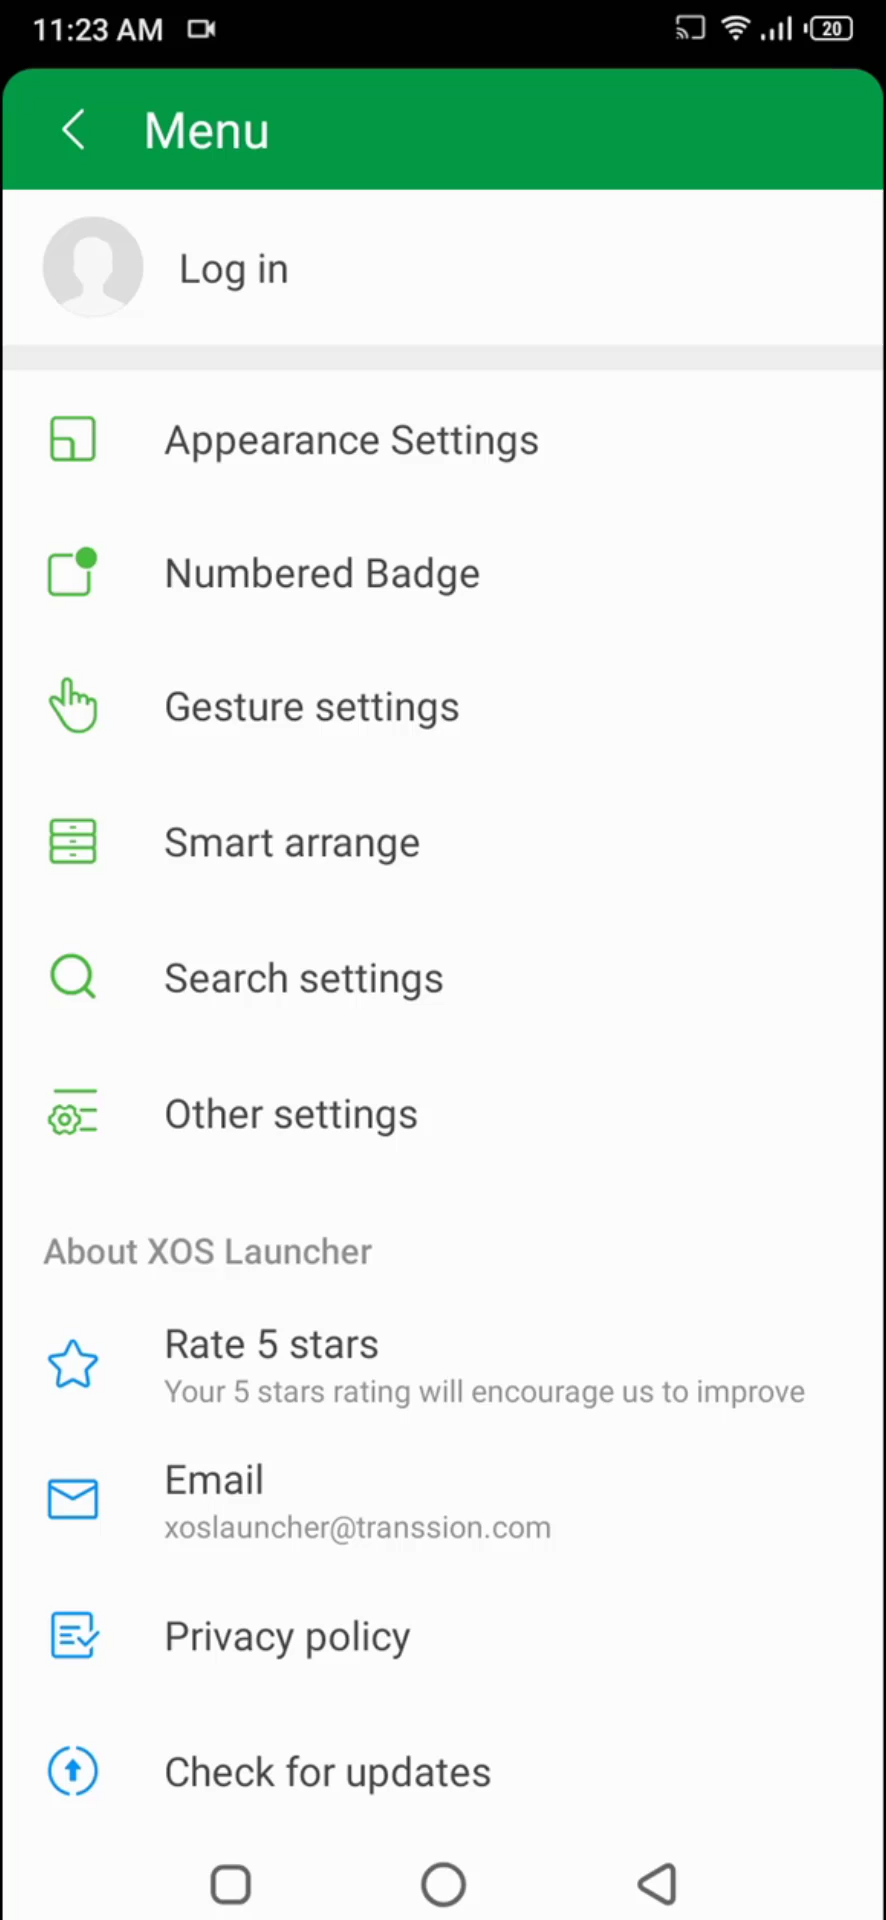 11:23 AM
20
Menu
Log in
Appearance Settings
Numbered Badge
Gesture settings
Smart arrange
Search settings
Other settings
About XOS Launcher
Rate 5 stars
Your 5 stars rating will encourage us to improve
Email
xoslauncher@transsion.com
Privacy policy
Check for updates